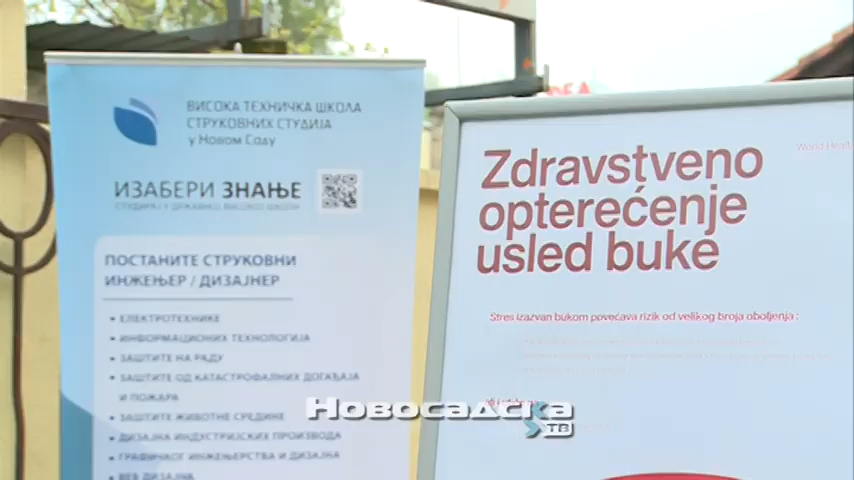 ВИСОКА ТЕХНИЧКА ШКОЛА
СТРУКОВНИХ СТУДИЈА
у Новом Саду
ИЗАБЕРИ ЗНАЊЕ
ПОСТАНИТЕ СТРУКОВНИ
ИНЖЕЊЕР / ДИЗАЈНЕР
• ЕЛЕКТРОТЕХНИКЕ
• ИНФОРМАЦИОНИХ ТЕХНОЛОГИЈА
• ЗАШТИТЕ НА РАДУ
• ЗАШТИТЕ ОД КАТАСТРОФАЛНИХ ДОГАЂАЈА
И ПОЖАРА
• ЗАШТИТЕ ЖИВОТНЕ СРЕДИНЕ
• ДИЗАЈНА ИНДУСТРИЈСКИХ ПРОИЗВОДА
• ГРАФИЧКОГ ИНЖЕЊЕРСТВА И ДИЗАЈНА
• ВЕБ ДИЗАЈНА
World Healt
Zdravstveno
opterećenje
usled buke
Stres izazvan bukom povećava rizik od velikog broja oboljenja :
Новосадска
ТВ